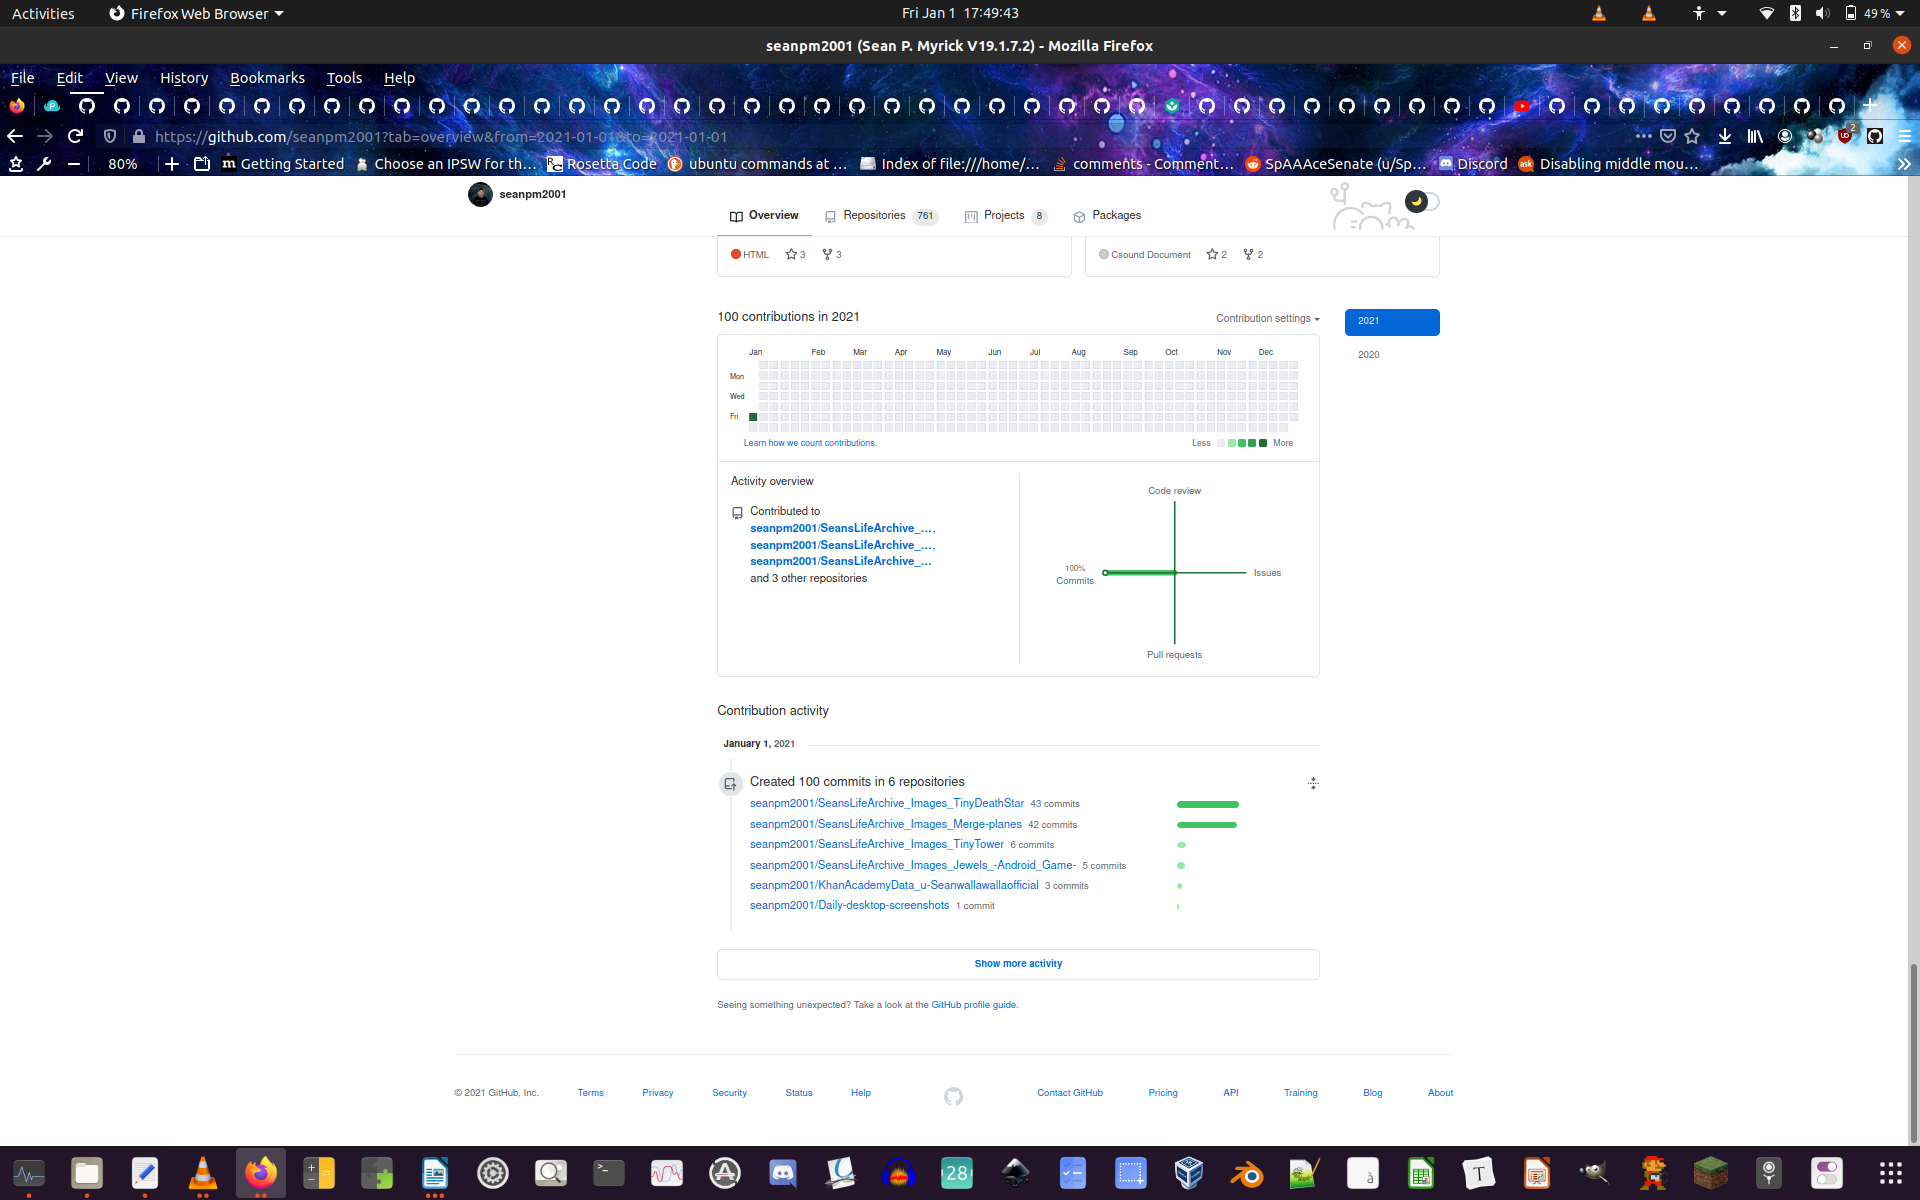 Activities
Firefox Web Browser
Fri Jan 1 17:49:43
49 %
seanpm2001 (Sean P. Myrick V19.1.7.2) - Mozilla Firefox
File Edit View History Bookmarks Tools Help
https://github.com/seanpm2001?tab=overview&from=2021-01-01&to=2021-01-01
2
80%
Getting Started
Choose an IPSW for th…
Rosetta Code
ubuntu commands at …
Index of file:///home/…
comments - Comment…
SpAAAceSenate (u/Sp…
Discord
Disabling middle mou…
seanpm2001
Overview
Repositories 761
Projects 8
Packages
HTML 3 3
Csound Document 2 2
100 contributions in 2021
Contribution settings
2021
2020
Jan Feb Mar Apr May Jun Jul Aug Sep Oct Nov Dec
Mon
Wed
Fri
Learn how we count contributions.
Less More
Activity overview
Contributed to
seanpm2001/SeansLifeArchive_…,
seanpm2001/SeansLifeArchive_…,
seanpm2001/SeansLifeArchive_…
and 3 other repositories
Code review
100%
Commits
Issues
Pull requests
Contribution activity
January 1, 2021
Created 100 commits in 6 repositories
seanpm2001/SeansLifeArchive_Images_TinyDeathStar 43 commits
seanpm2001/SeansLifeArchive_Images_Merge-planes 42 commits
seanpm2001/SeansLifeArchive_Images_TinyTower 6 commits
seanpm2001/SeansLifeArchive_Images_Jewels_-Android_Game- 5 commits
seanpm2001/KhanAcademyData_u-Seanwallawallaofficial 3 commits
seanpm2001/Daily-desktop-screenshots 1 commit
Show more activity
Seeing something unexpected? Take a look at the GitHub profile guide.
© 2021 GitHub, Inc. Terms Privacy Security Status Help Contact GitHub Pricing API Training Blog About
28